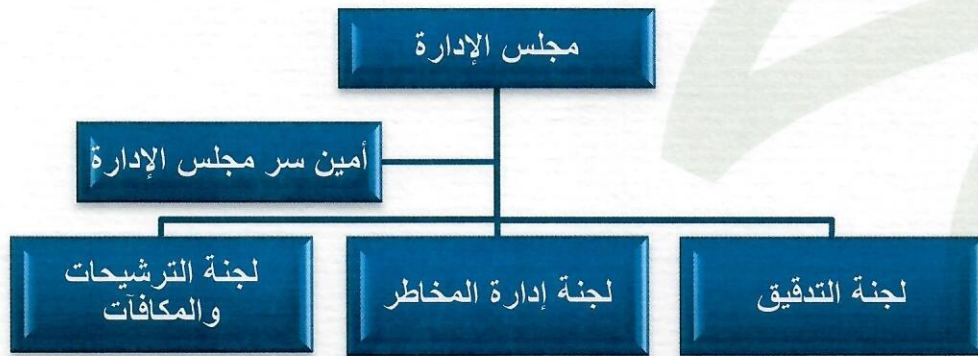 مجلس الإدارة
أمين سر مجلس الإدارة
لجنة التدقيق
لجنة إدارة المخاطر
لجنة الترشيحات
والمكافآت